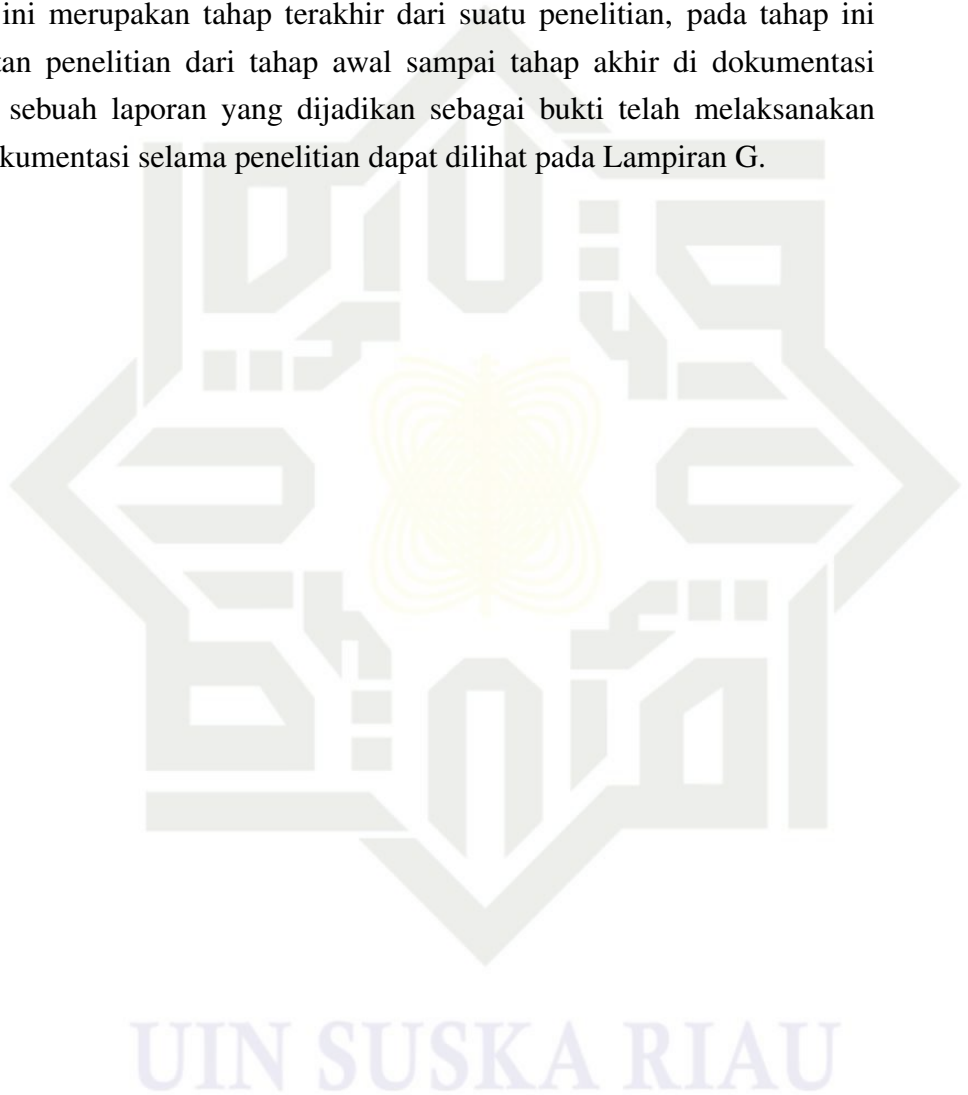 ini merupakan tahap terakhir dari suatu penelitian, pada tahap ini
tan penelitian dari tahap awal sampai tahap akhir di dokumentasi
sebuah laporan yang dijadikan sebagai bukti telah melaksanakan
kumentasi selama penelitian dapat dilihat pada Lampiran G.
UIN SUSKA RIAU